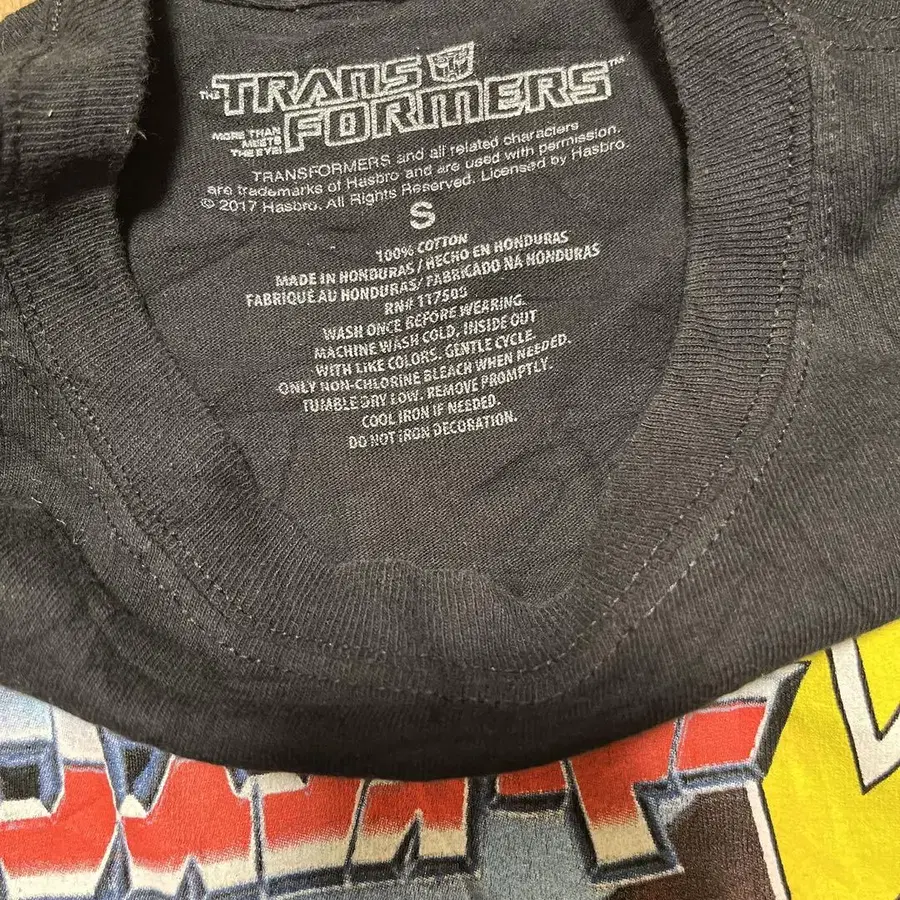 THE TRANS
FORMERS™
MORE THAN
MEETS
THE EYE!
TRANSFORMERS and all related characters
are trademarks of Hasbro and are used with permission.
© 2017 Hasbro. All Rights Reserved. Licensed by Hasbro.
S
100% COTTON
MADE IN HONDURAS / HECHO EN HONDURAS
FABRIQUÉ AU HONDURAS / FABRICADO NA HONDURAS
RN# 117505
WASH ONCE BEFORE WEARING.
MACHINE WASH COLD, INSIDE OUT
WITH LIKE COLORS. GENTLE CYCLE.
ONLY NON-CHLORINE BLEACH WHEN NEEDED.
TUMBLE DRY LOW. REMOVE PROMPTLY.
COOL IRON IF NEEDED.
DO NOT IRON DECORATION.